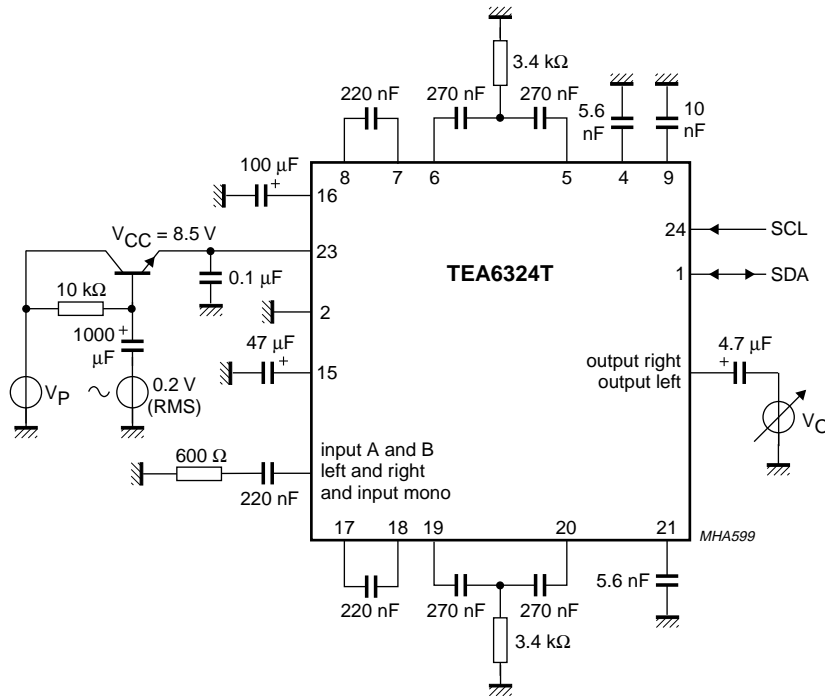 3.4 kΩ
220 nF
270 nF
270 nF
5.6
nF
10
nF
100 µF
+
8
7
6
5
4
9
16
V_CC = 8.5 V
23
24
SCL
0.1 µF
TEA6324T
1
SDA
10 kΩ
2
1000
µF
+
47 µF
+
15
output right
output left
4.7 µF
+
V_P
0.2 V
(RMS)
V_O
600 Ω
220 nF
input A and B
left and right
and input mono
17
18
19
20
21
MHA599
220 nF
270 nF
270 nF
5.6 nF
3.4 kΩ